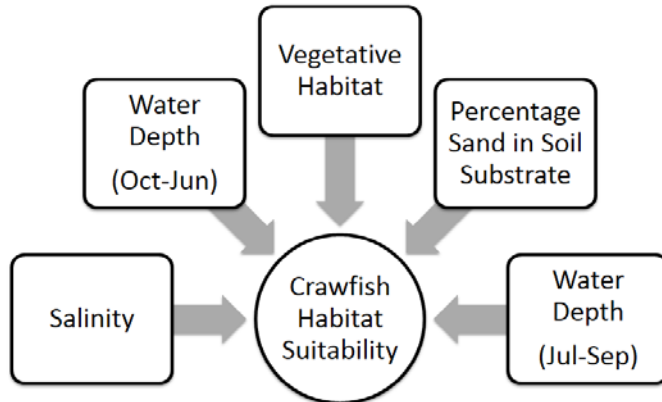 Vegetative
Habitat
Water
Depth
(Oct-Jun)
Percentage
Sand in Soil
Substrate
Salinity
Crawfish
Habitat
Suitability
Water
Depth
(Jul-Sep)